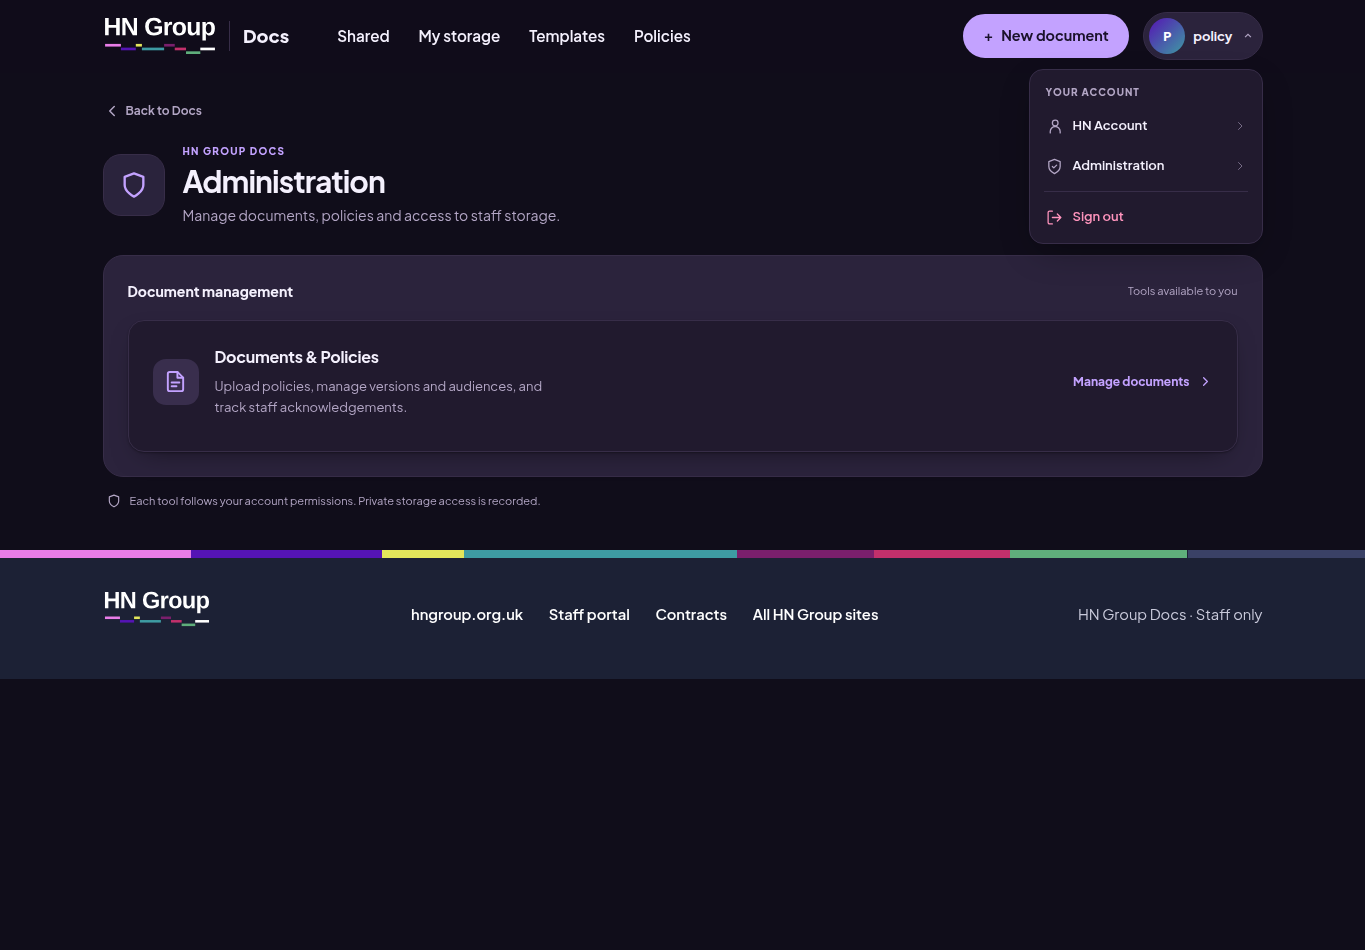 HN Group
Docs
Shared
My storage
Templates
Policies
+ New document
P
policy
YOUR ACCOUNT
HN Account
Administration
Sign out
Back to Docs
HN GROUP DOCS
Administration
Manage documents, policies and access to staff storage.
Document management
Tools available to you
Documents & Policies
Upload policies, manage versions and audiences, and
track staff acknowledgements.
Manage documents
Each tool follows your account permissions. Private storage access is recorded.
HN Group
hngroup.org.uk
Staff portal
Contracts
All HN Group sites
HN Group Docs · Staff only